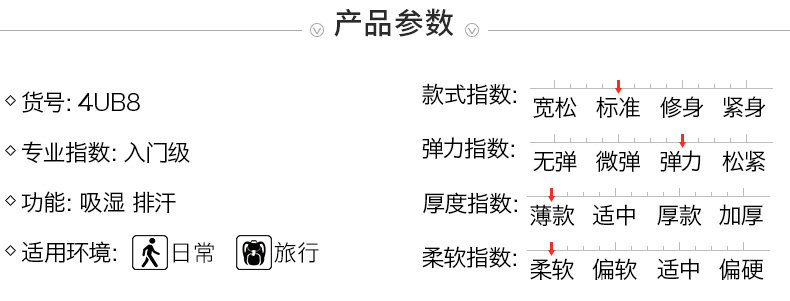 产品参数
货号: 4UB8
专业指数: 入门级
功能: 吸湿 排汗
适用环境: 日常 旅行
款式指数: 宽松 标准 修身 紧身
弹力指数: 无弹 微弹 弹力 松紧
厚度指数: 薄款 适中 厚款 加厚
柔软指数: 柔软 偏软 适中 偏硬